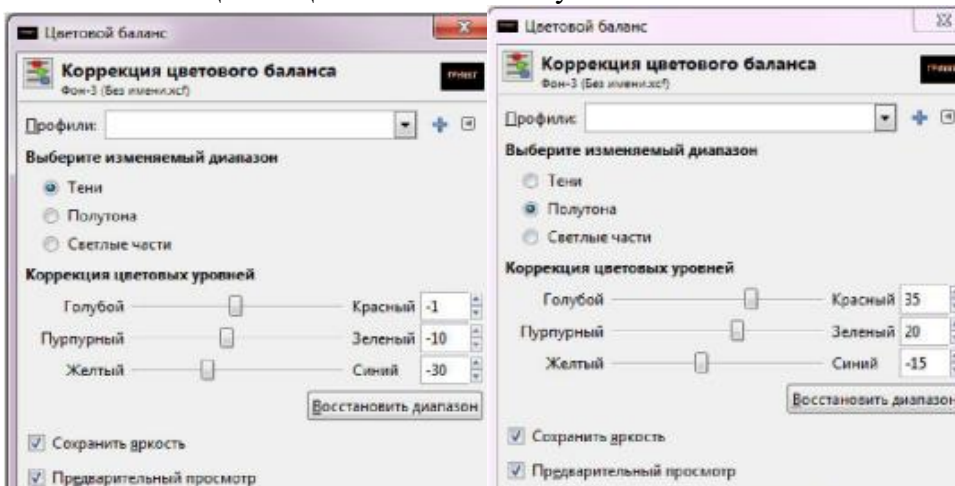 Цветовой баланс
Коррекция цветового баланса
Фон-3 (Без имени.xcf)
Профили:
Выберите изменяемый диапазон
Тени
Полутона
Светлые части
Коррекция цветовых уровней
Голубой Красный -1
Пурпурный Зеленый -10
Желтый Синий -30
Восстановить диапазон
Сохранить яркость
Предварительный просмотр
Цветовой баланс
Коррекция цветового баланса
Фон-3 (Без имени.xcf)
Профили:
Выберите изменяемый диапазон
Тени
Полутона
Светлые части
Коррекция цветовых уровней
Голубой Красный 35
Пурпурный Зеленый 20
Желтый Синий -15
Восстановить диапазон
Сохранить яркость
Предварительный просмотр